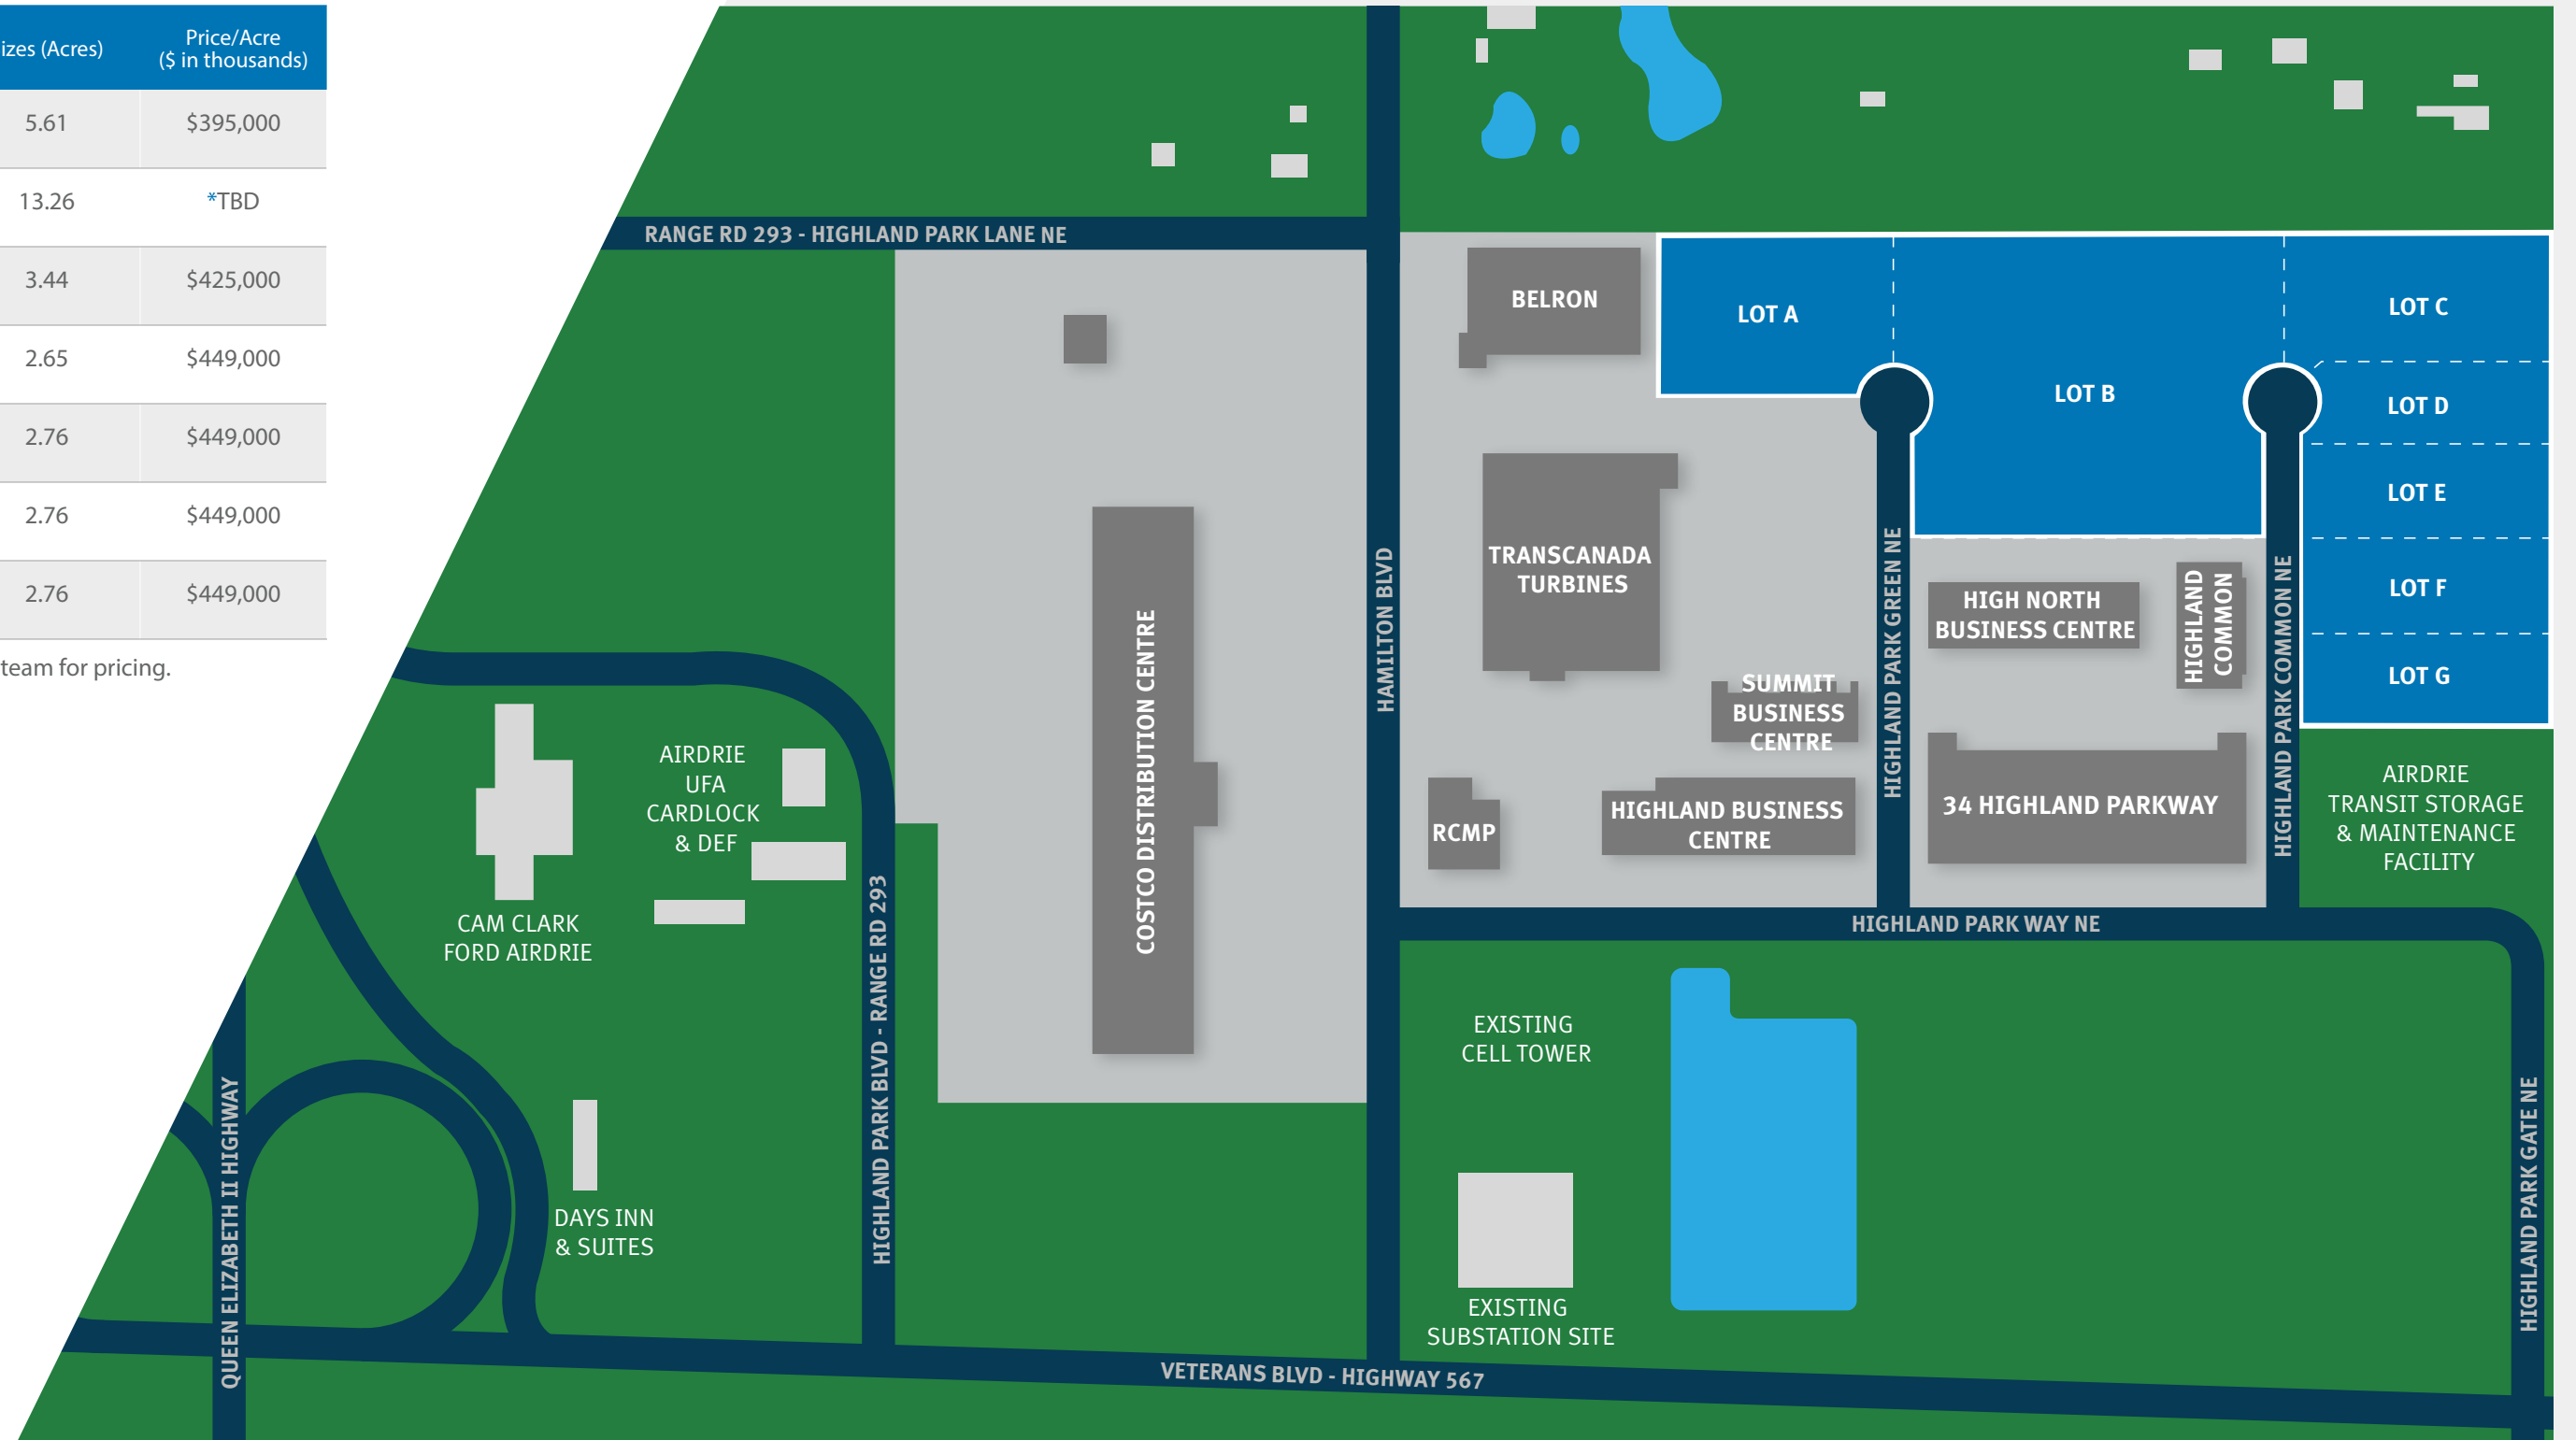 izes (Acres)
Price/Acre
($ in thousands)
5.61 $395,000
13.26 *TBD
3.44 $425,000
2.65 $449,000
2.76 $449,000
2.76 $449,000
2.76 $449,000
team for pricing.
RANGE RD 293 - HIGHLAND PARK LANE NE
BELRON
LOT A
LOT B
LOT C
LOT D
LOT E
LOT F
LOT G
TRANSCANADA
TURBINES
HAMILTON BLVD
HIGHLAND PARK GREEN NE
HIGH NORTH
BUSINESS CENTRE
HIGHLAND
COMMON
HIGHLAND PARK COMMON NE
SUMMIT
BUSINESS
CENTRE
COSTCO DISTRIBUTION CENTRE
AIRDRIE
UFA
CARDLOCK
& DEF
CAM CLARK
FORD AIRDRIE
RCMP
HIGHLAND BUSINESS
CENTRE
34 HIGHLAND PARKWAY
AIRDRIE
TRANSIT STORAGE
& MAINTENANCE
FACILITY
HIGHLAND PARK WAY NE
HIGHLAND PARK BLVD - RANGE RD 293
EXISTING
CELL TOWER
QUEEN ELIZABETH II HIGHWAY
DAYS INN
& SUITES
EXISTING
SUBSTATION SITE
HIGHLAND PARK GATE NE
VETERANS BLVD - HIGHWAY 567